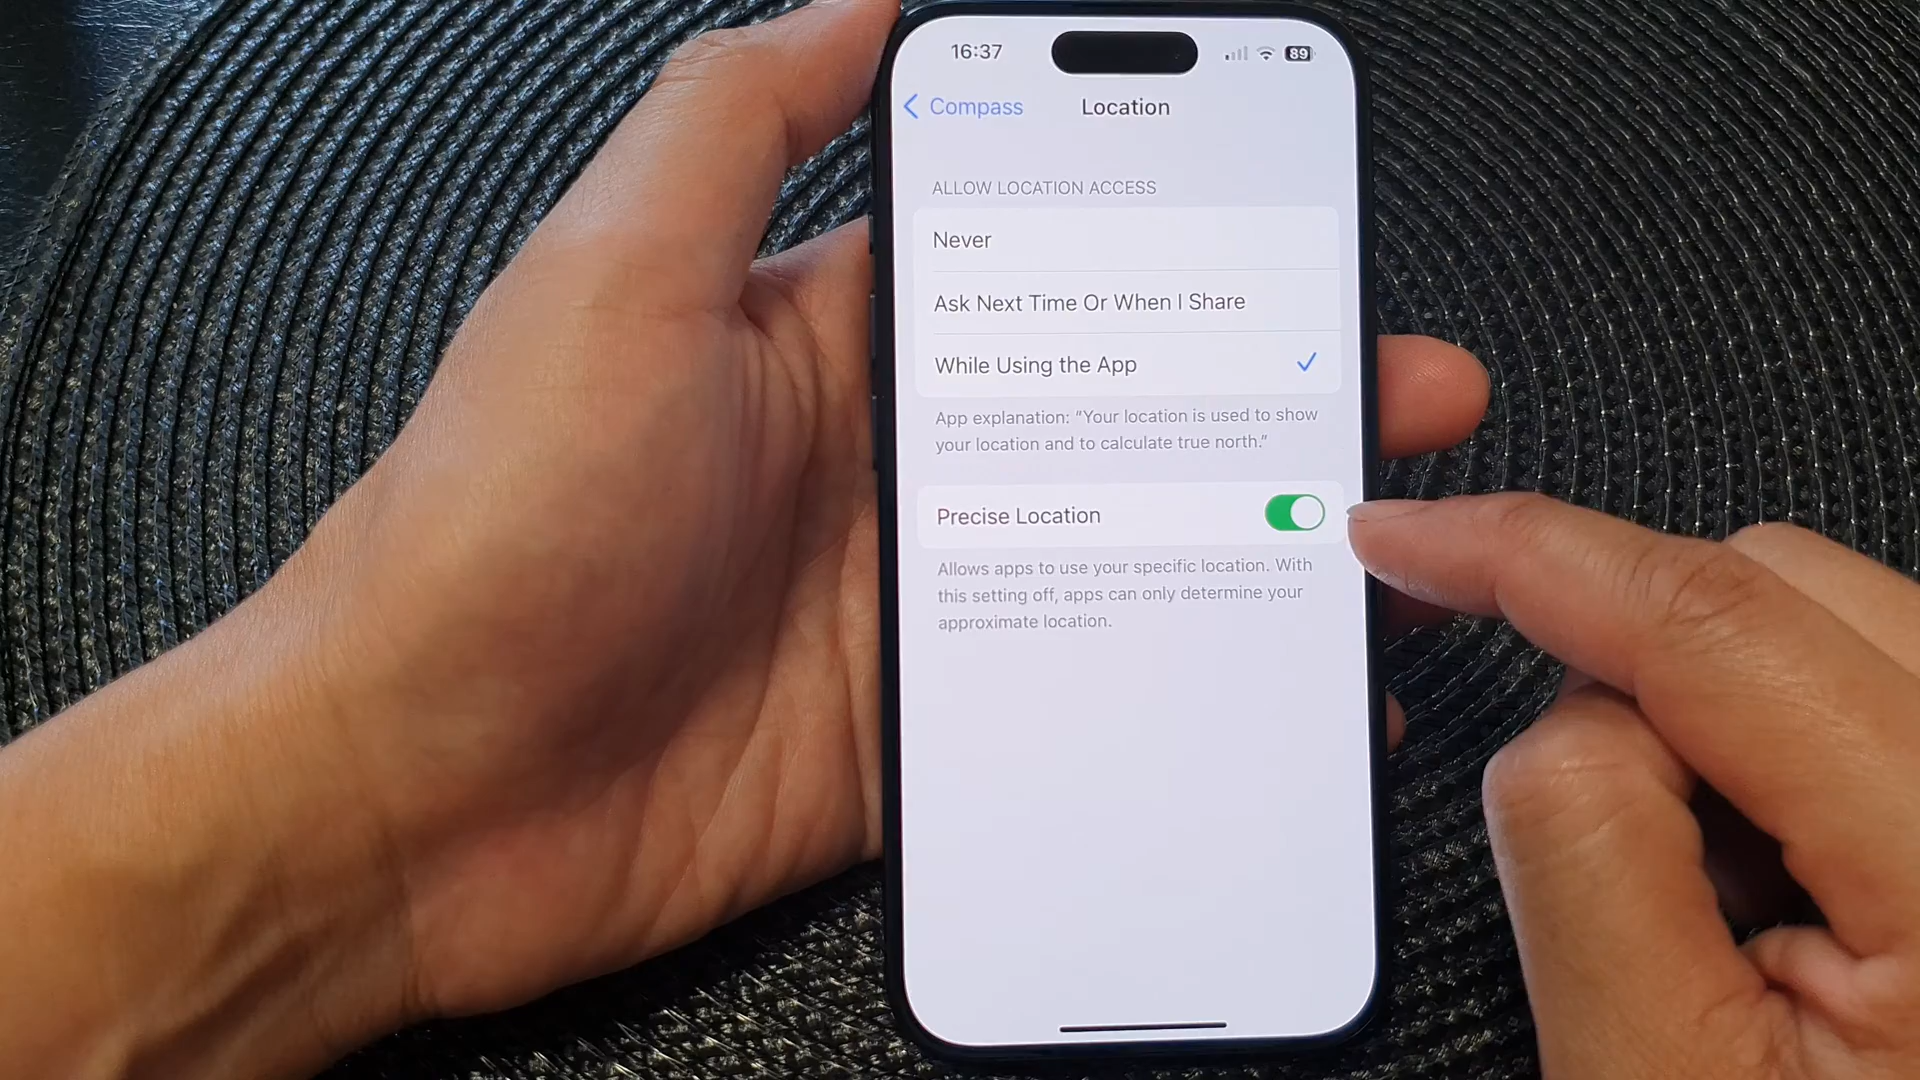 16:37
89
Compass
Location
ALLOW LOCATION ACCESS
Never
Ask Next Time Or When I Share
While Using the App
App explanation: “Your location is used to show
your location and to calculate true north.”
Precise Location
Allows apps to use your specific location. With
this setting off, apps can only determine your
approximate location.